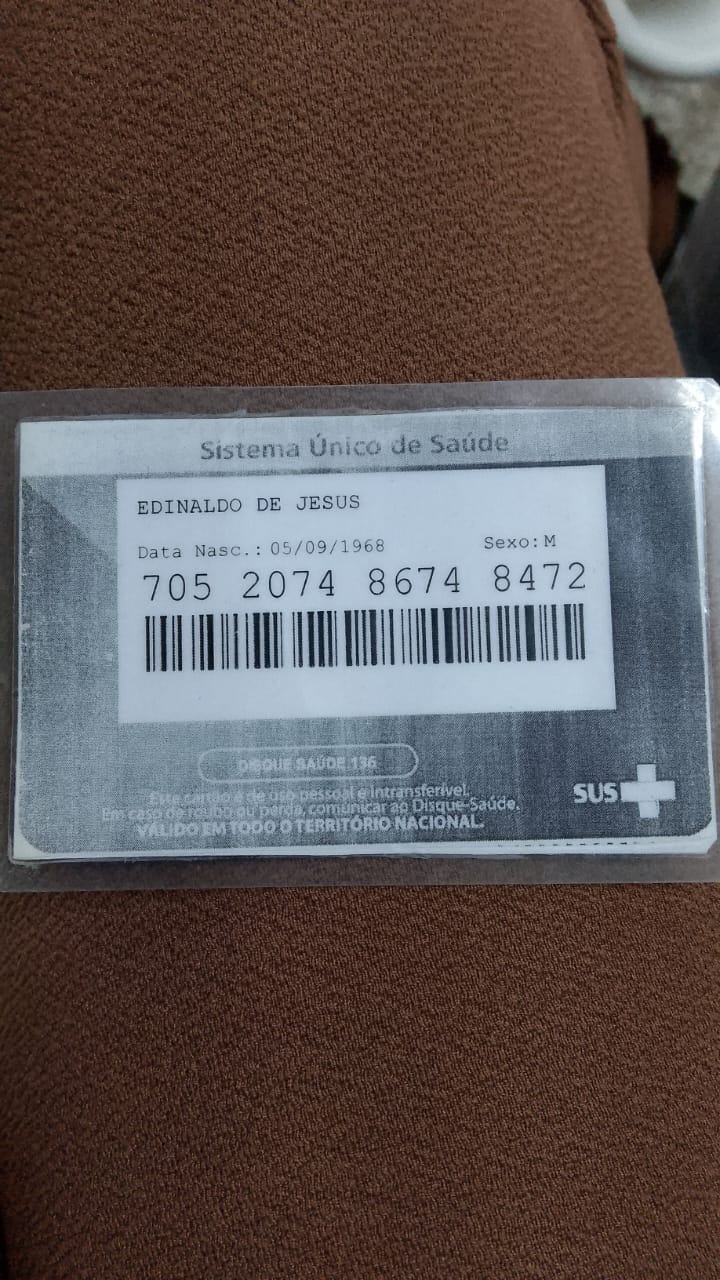 Sistema Único de Saúde
EDINALDO DE JESUS
Data Nasc.: 05/09/1968 Sexo: M
705 2074 8674 8472
DISQUE SAÚDE 136
Este cartão é de uso pessoal e intransferível.
Em caso de roubo ou perda, comunicar ao Disque-Saúde.
VÁLIDO EM TODO O TERRITÓRIO NACIONAL.
SUS